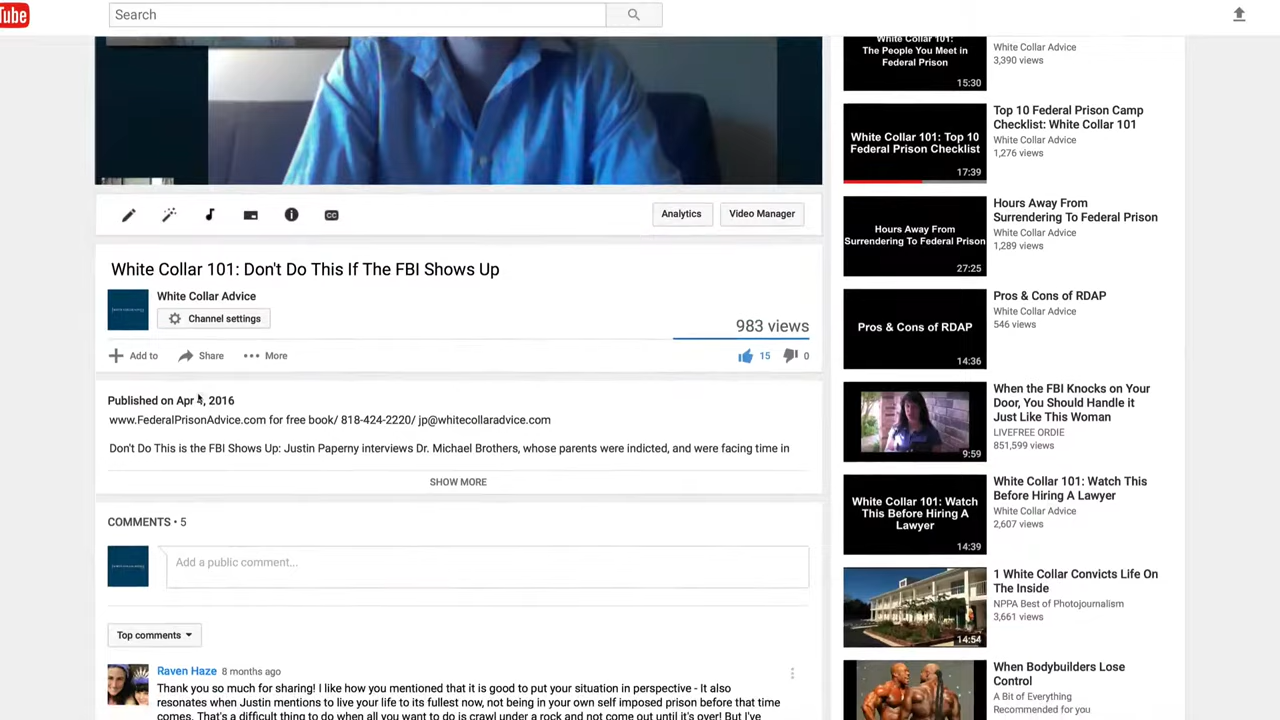 Tube
Search
Analytics
Video Manager
White Collar 101: Don't Do This If The FBI Shows Up
White Collar Advice
Channel settings
983 views
Add to
Share
More
15
0
Published on Apr 4, 2016
www.FederalPrisonAdvice.com for free book/ 818-424-2220/ jp@whitecollaradvice.com
Don't Do This is the FBI Shows Up: Justin Paperny interviews Dr. Michael Brothers, whose parents were indicted, and were facing time in
SHOW MORE
COMMENTS • 5
Add a public comment...
Top comments
Raven Haze 8 months ago
Thank you so much for sharing! I like how you mentioned that it is good to put your situation in perspective - It also
resonates when Justin mentions to live your life to its fullest now, not being in your own self imposed prison before that time
comes. That's a difficult thing to do when all you want to do is crawl under a rock and not come out until it's over! But I've
White Collar 101:
The People You Meet in
Federal Prison
15:30
White Collar Advice
3,390 views
White Collar 101: Top 10
Federal Prison Checklist
17:39
Top 10 Federal Prison Camp
Checklist: White Collar 101
White Collar Advice
1,276 views
Hours Away From
Surrendering To Federal Prison
27:25
Hours Away From
Surrendering To Federal Prison
White Collar Advice
1,289 views
Pros & Cons of RDAP
14:36
Pros & Cons of RDAP
White Collar Advice
546 views
9:59
When the FBI Knocks on Your
Door, You Should Handle it
Just Like This Woman
LIVEFREE ORDIE
851,599 views
White Collar 101: Watch
This Before Hiring A
Lawyer
14:39
White Collar 101: Watch This
Before Hiring A Lawyer
White Collar Advice
2,607 views
14:54
1 White Collar Convicts Life On
The Inside
NPPA Best of Photojournalism
3,661 views
When Bodybuilders Lose
Control
A Bit of Everything
Recommended for you